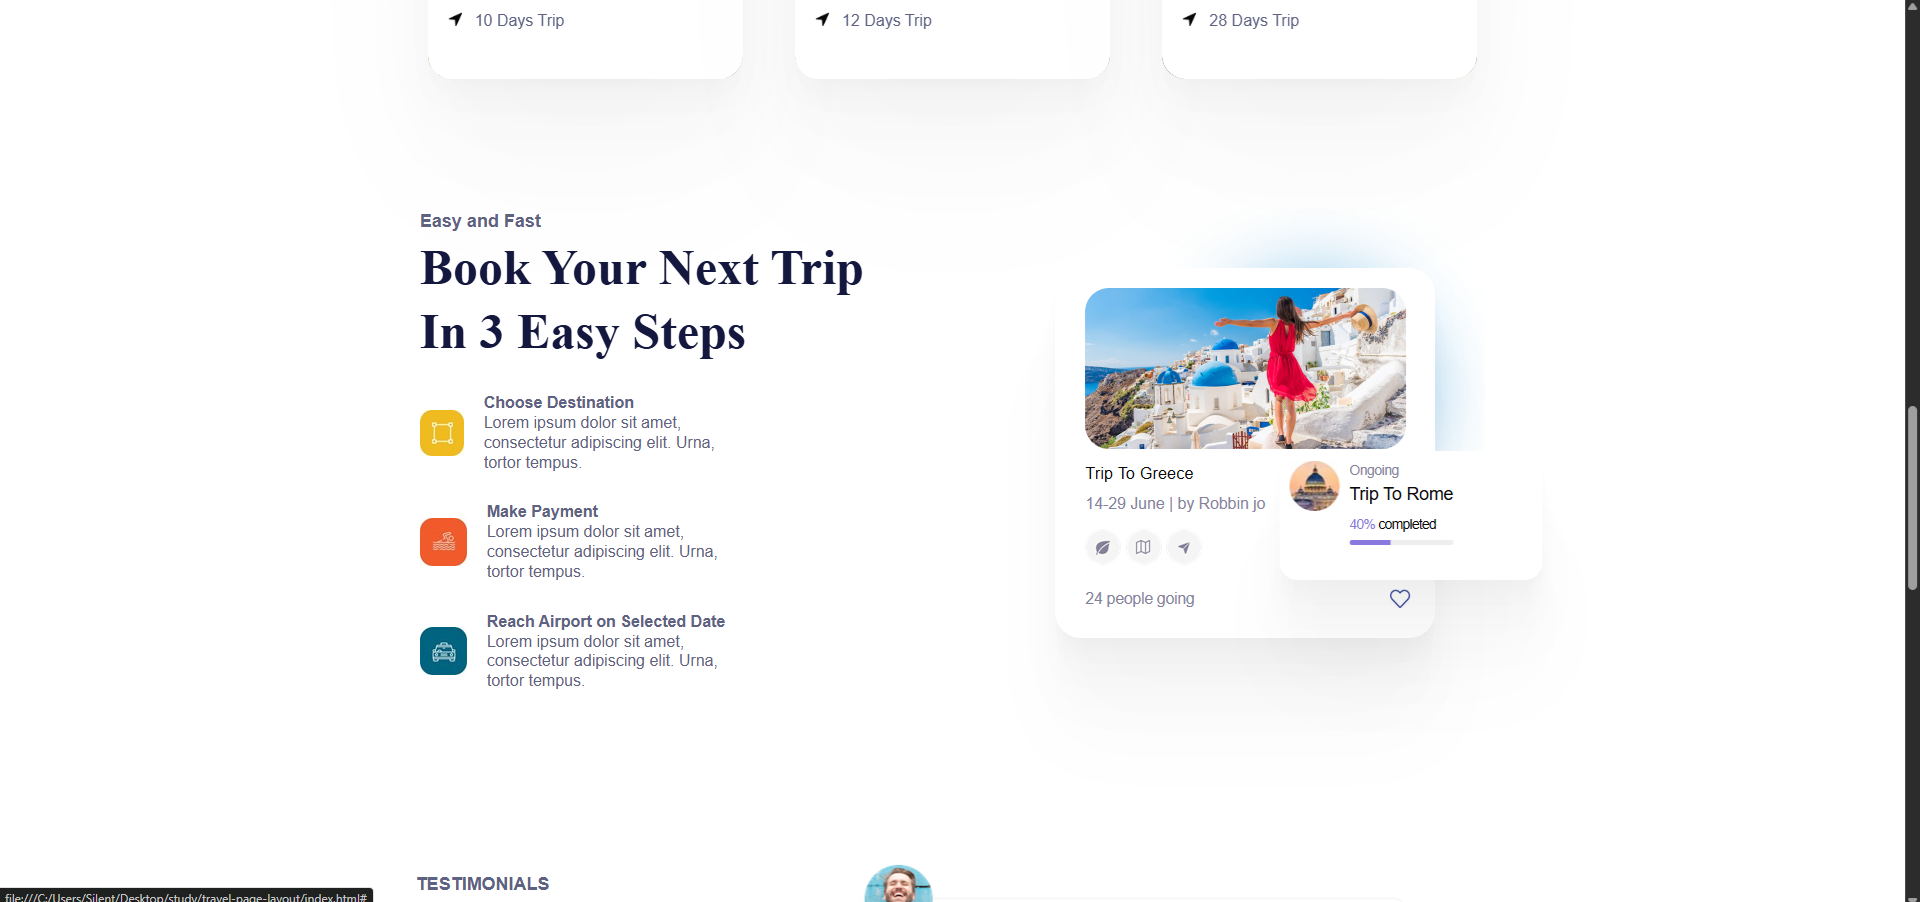 10 Days Trip
12 Days Trip
28 Days Trip
Easy and Fast
Book Your Next Trip
In 3 Easy Steps
Choose Destination
Lorem ipsum dolor sit amet,
consectetur adipiscing elit. Urna,
tortor tempus.
Make Payment
Lorem ipsum dolor sit amet,
consectetur adipiscing elit. Urna,
tortor tempus.
Reach Airport on Selected Date
Lorem ipsum dolor sit amet,
consectetur adipiscing elit. Urna,
tortor tempus.
Trip To Greece
14-29 June | by Robbin jo
24 people going
Ongoing
Trip To Rome
40% completed
TESTIMONIALS
file:///C:/Users/Silent/Desktop/study/travel-page-layout/index.html#